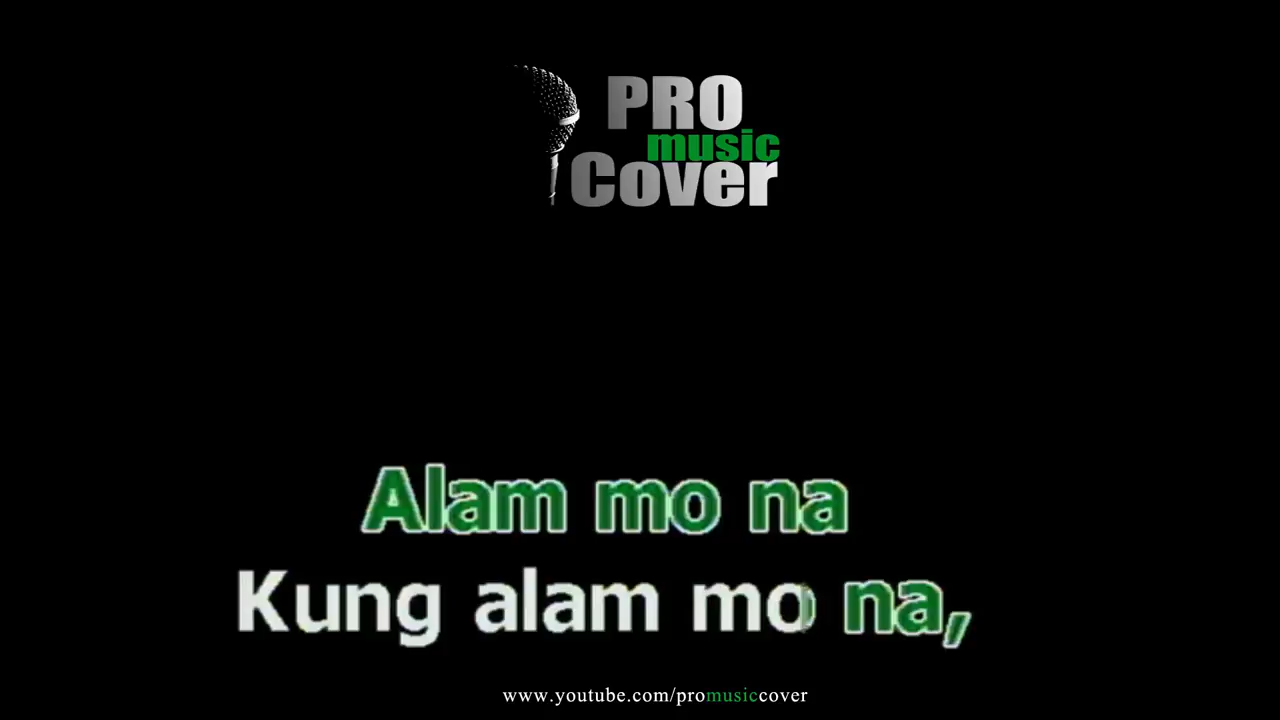 PRO
music
Cover
Alam mo na
Kung alam mo na,
www.youtube.com/promusiccover